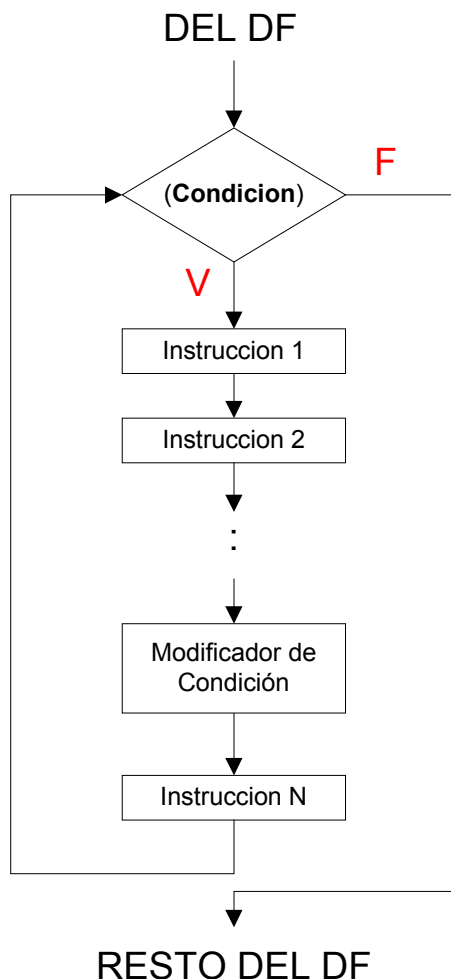 DEL DF
(Condicion)
F
V
Instruccion 1
Instruccion 2
:
Modificador de
Condición
Instruccion N
RESTO DEL DF